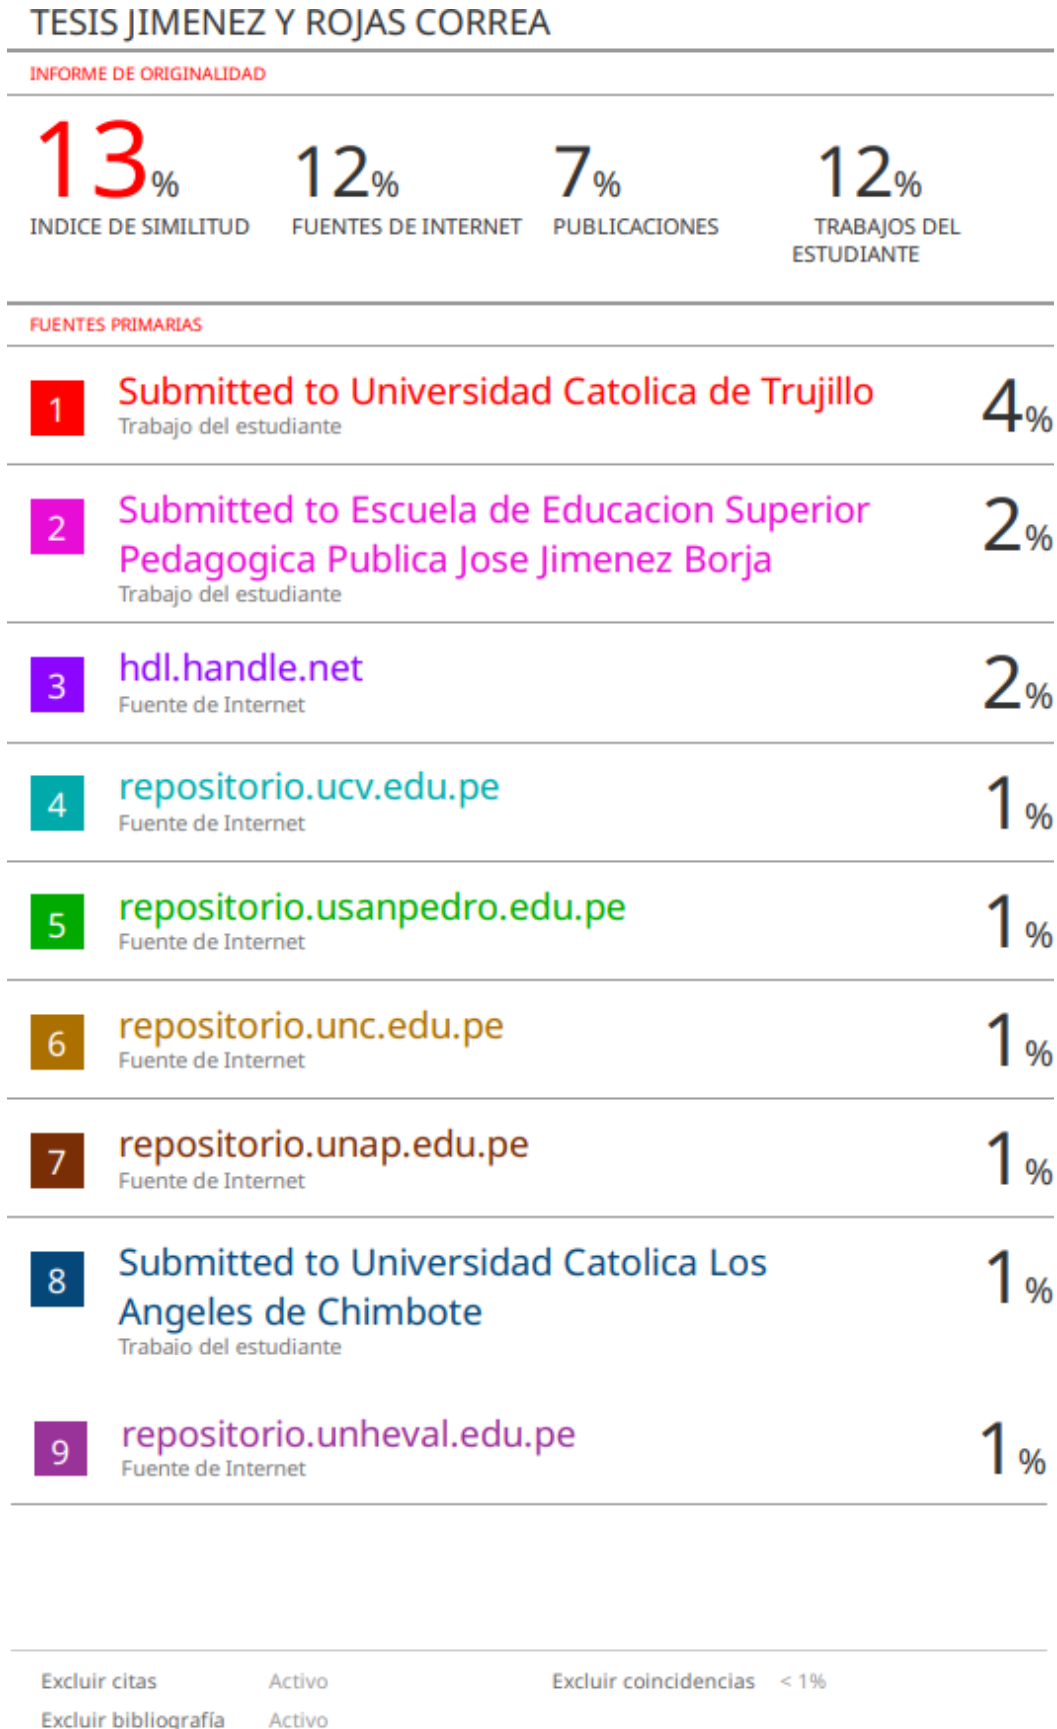 TESIS JIMENEZ Y ROJAS CORREA
INFORME DE ORIGINALIDAD
13% 12% 7% 12%
INDICE DE SIMILITUD FUENTES DE INTERNET PUBLICACIONES TRABAJOS DEL
ESTUDIANTE
FUENTES PRIMARIAS
1 Submitted to Universidad Catolica de Trujillo 4%
Trabajo del estudiante
2 Submitted to Escuela de Educacion Superior 2%
Pedagogica Publica Jose Jimenez Borja
Trabajo del estudiante
3 hdl.handle.net 2%
Fuente de Internet
4 repositorio.ucv.edu.pe 1%
Fuente de Internet
5 repositorio.usanpedro.edu.pe 1%
Fuente de Internet
6 repositorio.unc.edu.pe 1%
Fuente de Internet
7 repositorio.unap.edu.pe 1%
Fuente de Internet
8 Submitted to Universidad Catolica Los 1%
Angeles de Chimbote
Trabajo del estudiante
9 repositorio.unheval.edu.pe 1%
Fuente de Internet
Excluir citas Activo Excluir coincidencias < 1%
Excluir bibliografía Activo